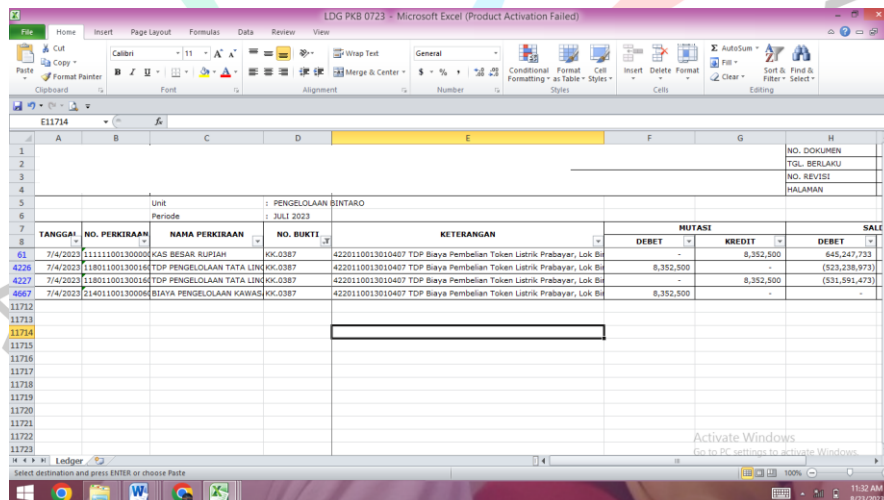 LDG PKB 0723 - Microsoft Excel (Product Activation Failed)
File Home Insert Page Layout Formulas Data Review View
Cut
Copy
Format Painter
Paste
Clipboard
Calibri 11
Font
Wrap Text
Merge & Center
Alignment
General
Number
Conditional Formatting
Format as Table
Cell Styles
Styles
Insert Delete Format
Cells
AutoSum
Fill
Clear
Sort & Filter
Find & Select
Editing
E11714 fx
A B C D E F G H
1 NO. DOKUMEN
2 TGL. BERLAKU
3 NO. REVISI
4 HALAMAN
5 Unit : PENGELOLAAN BINTARO
6 Periode : JULI 2023
7 TANGGAL NO. PERKIRAAN NAMA PERKIRAAN NO. BUKTI KETERANGAN MUTASI SALD
8 DEBET KREDIT DEBET
61 7/4/2023 KAS BESAR RUPIAH KK.0387 4220110013010407 TDP Biaya Pembelian Token Listrik Prabayar, Lok Bin - 8,352,500 645,247,733
4226 7/4/2023 TDP PENGELOLAAN TATA LING KK.0387 4220110013010407 TDP Biaya Pembelian Token Listrik Prabayar, Lok Bin 8,352,500 - (523,238,973)
4227 7/4/2023 TDP PENGELOLAAN TATA LING KK.0387 4220110013010407 TDP Biaya Pembelian Token Listrik Prabayar, Lok Bin - 8,352,500 (531,591,473)
4667 7/4/2023 BIAYA PENGELOLAAN KAWAS KK.0387 4220110013010407 TDP Biaya Pembelian Token Listrik Prabayar, Lok Bin 8,352,500 - -
11712
11713
11714
11715
11716
11717
11718
11719
11720
11721
11722
11723
Activate Windows
Go to PC settings to activate Windows.
Ledger
Select destination and press ENTER or choose Paste 100%
11:32 AM